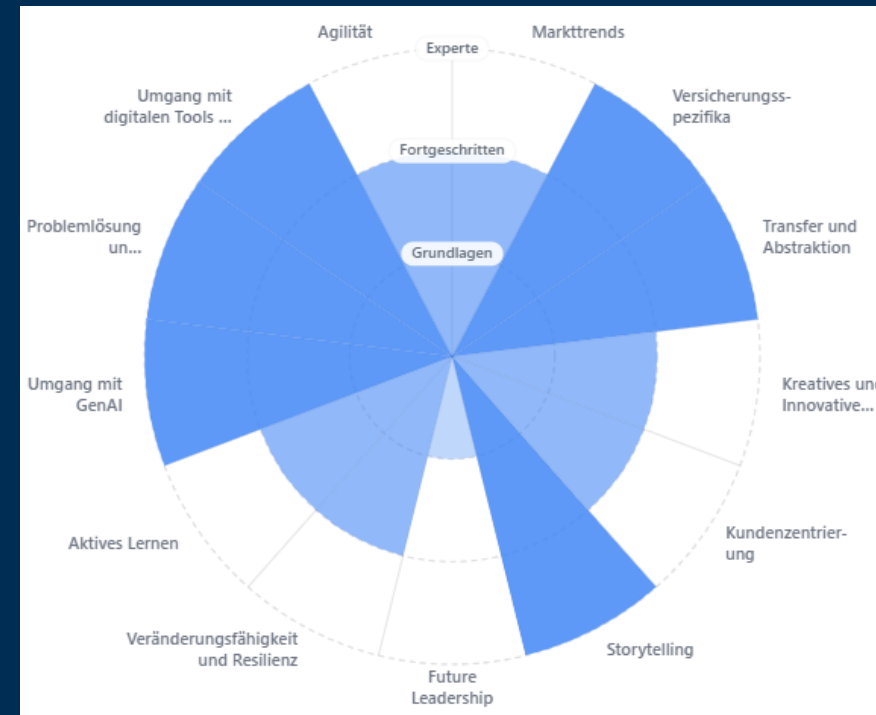 Agilität
Experte
Markttrends
Umgang mit
digitalen Tools ...
Versicherungss-
pezifika
Fortgeschritten
Problemlösung
un...
Transfer und
Abstraktion
Grundlagen
Umgang mit
GenAI
Kreatives und
Innovative...
Aktives Lernen
Kundenzentrier-
ung
Veränderungsfähigkeit
und Resilienz
Storytelling
Future
Leadership